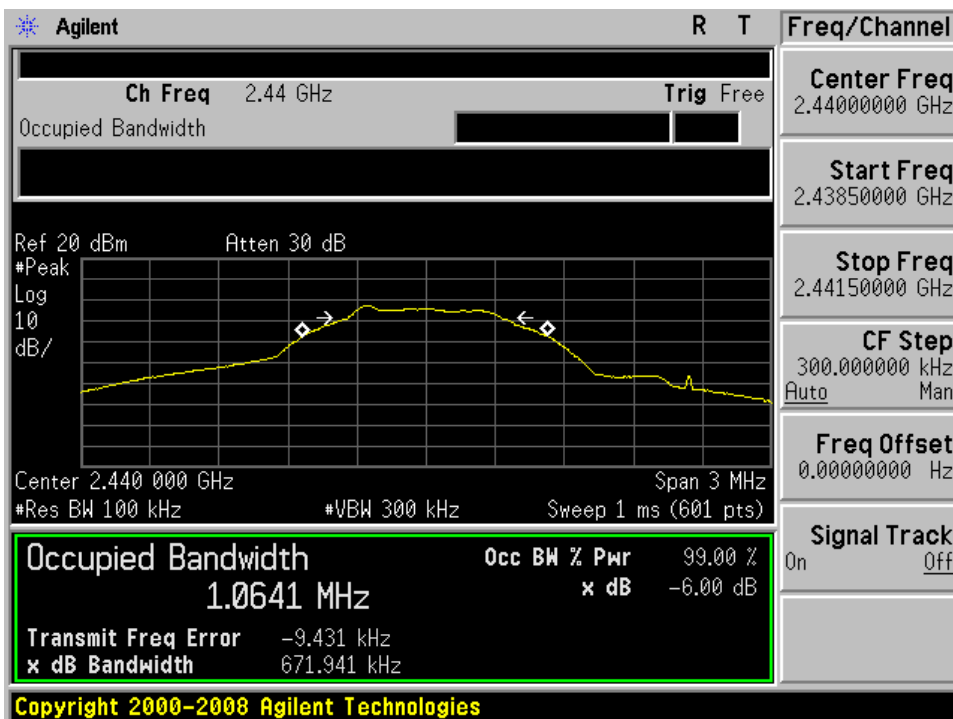 Agilent R T Freq/Channel
Ch Freq 2.44 GHz Trig Free
Occupied Bandwidth
Center Freq
2.44000000 GHz
Start Freq
2.43850000 GHz
Stop Freq
2.44150000 GHz
CF Step
300.000000 kHz
Auto Man
Freq Offset
0.00000000 Hz
Signal Track
On Off
Ref 20 dBm Atten 30 dB
#Peak
Log
10
dB/
Center 2.440 000 GHz Span 3 MHz
#Res BW 100 kHz #VBW 300 kHz Sweep 1 ms (601 pts)
Occupied Bandwidth
1.0641 MHz
Occ BW % Pwr 99.00 %
x dB -6.00 dB
Transmit Freq Error -9.431 kHz
x dB Bandwidth 671.941 kHz
Copyright 2000-2008 Agilent Technologies